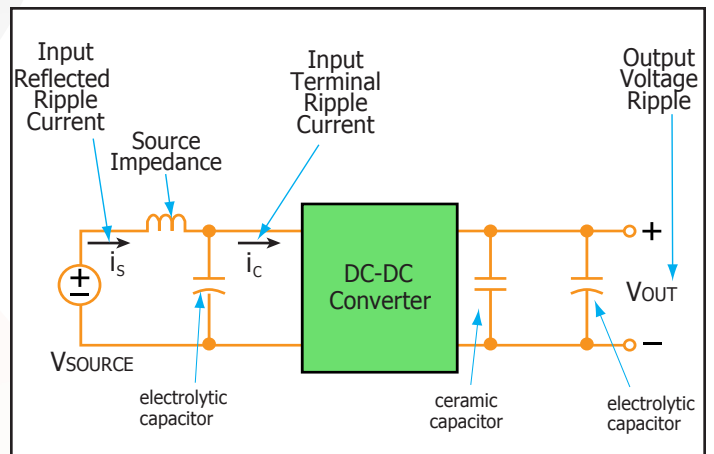 Input
Reflected
Ripple
Current
Source
Impedance
Input
Terminal
Ripple
Current
Output
Voltage
Ripple
iS
iC
DC-DC
Converter
+
−
+
VOUT
−
VSOURCE
electrolytic
capacitor
ceramic
capacitor
electrolytic
capacitor